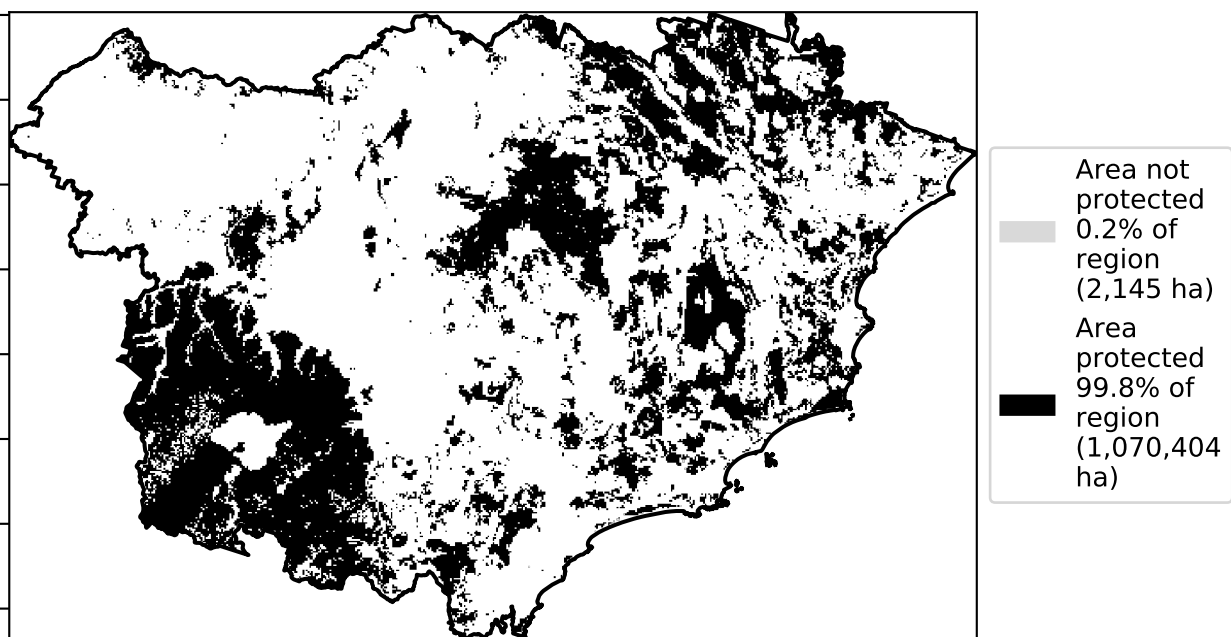 Area not
protected
0.2% of
region
(2,145 ha)
Area
protected
99.8% of
region
(1,070,404
ha)